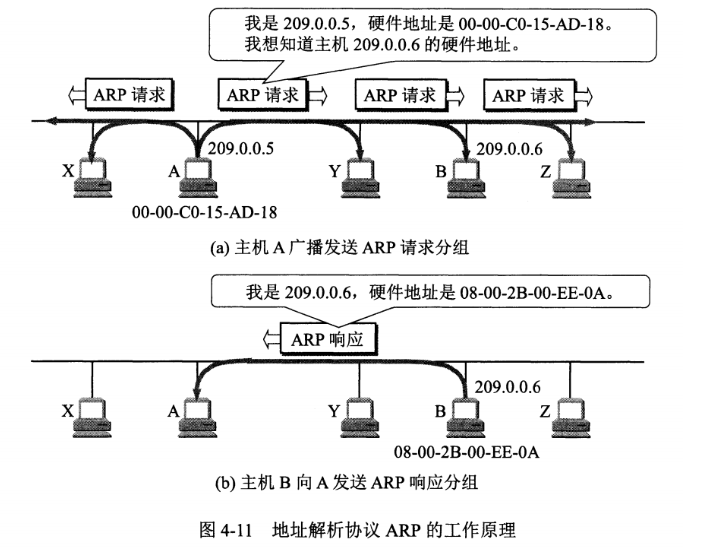 我是 209.0.0.5，硬件地址是 00-00-C0-15-AD-18。
我想知道主机 209.0.0.6 的硬件地址。
ARP 请求
ARP 请求
ARP 请求
ARP 请求
209.0.0.5
209.0.0.6
X
A
Y
B
Z
00-00-C0-15-AD-18
(a) 主机 A 广播发送 ARP 请求分组
我是 209.0.0.6，硬件地址是 08-00-2B-00-EE-0A。
ARP 响应
209.0.0.6
X
A
Y
B
Z
08-00-2B-00-EE-0A
(b) 主机 B 向 A 发送 ARP 响应分组
图 4-11 地址解析协议 ARP 的工作原理